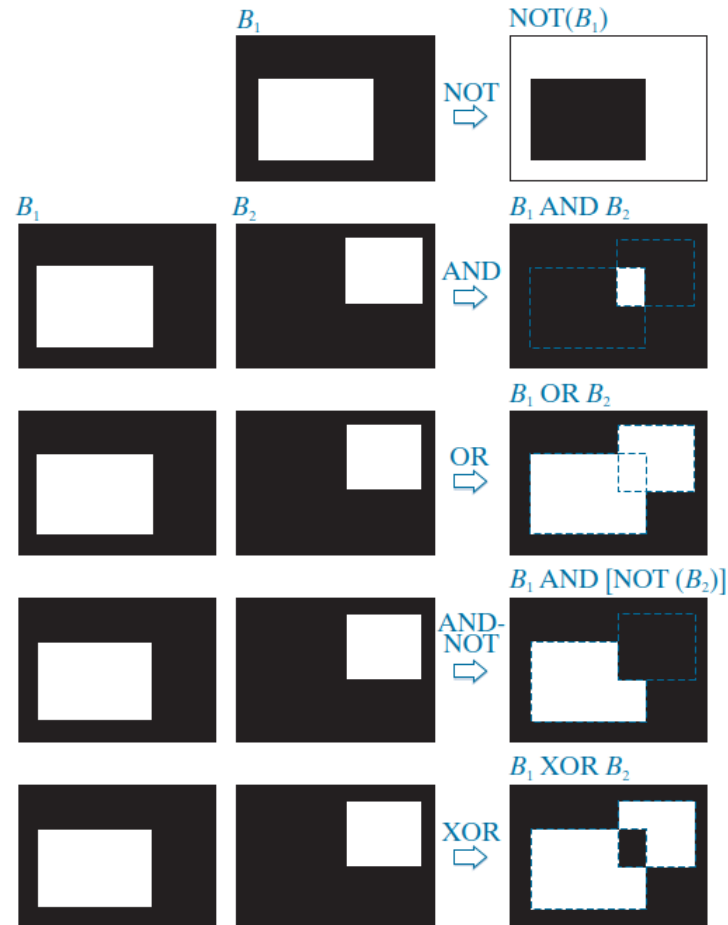 B₁ NOT(B₁)
NOT
B₁ B₂ B₁ AND B₂
AND
B₁ OR B₂
OR
B₁ AND [NOT (B₂)]
AND-
NOT
B₁ XOR B₂
XOR